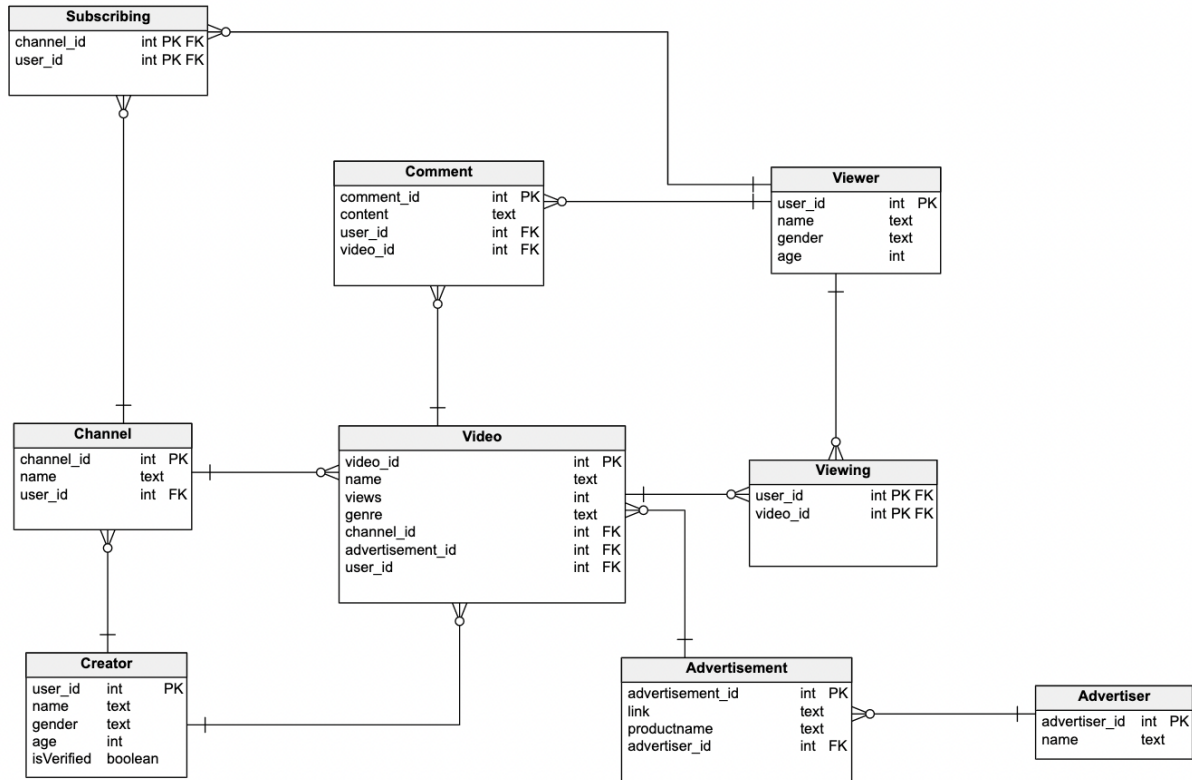 Subscribing
channel_id int PK FK
user_id int PK FK
Comment
comment_id int PK
content text
user_id int FK
video_id int FK
Viewer
user_id int PK
name text
gender text
age int
Channel
channel_id int PK
name text
user_id int FK
Video
video_id int PK
name text
views int
genre text
channel_id int FK
advertisement_id int FK
user_id int FK
Viewing
user_id int PK FK
video_id int PK FK
Creator
user_id int PK
name text
gender text
age int
isVerified boolean
Advertisement
advertisement_id int PK
link text
productname text
advertiser_id int FK
Advertiser
advertiser_id int PK
name text